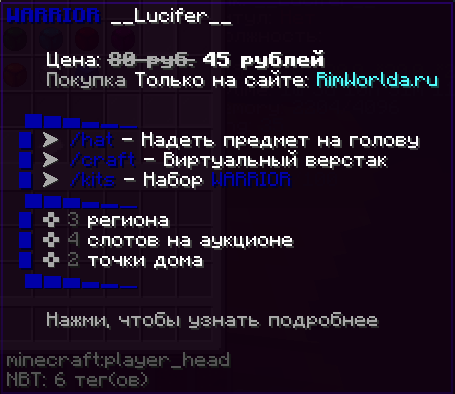 WARRIOR __Lucifer__
Цена: 80 руб. 45 рублей
Покупка Только на сайте: RimWorlda.ru
/hat – Надеть предмет на голову
/craft – Виртуальный верстак
/kits – Набор WARRIOR
3 региона
4 слотов на аукционе
2 точки дома
Нажми, чтобы узнать подробнее
minecraft:player_head
NBT: 6 тег(ов)